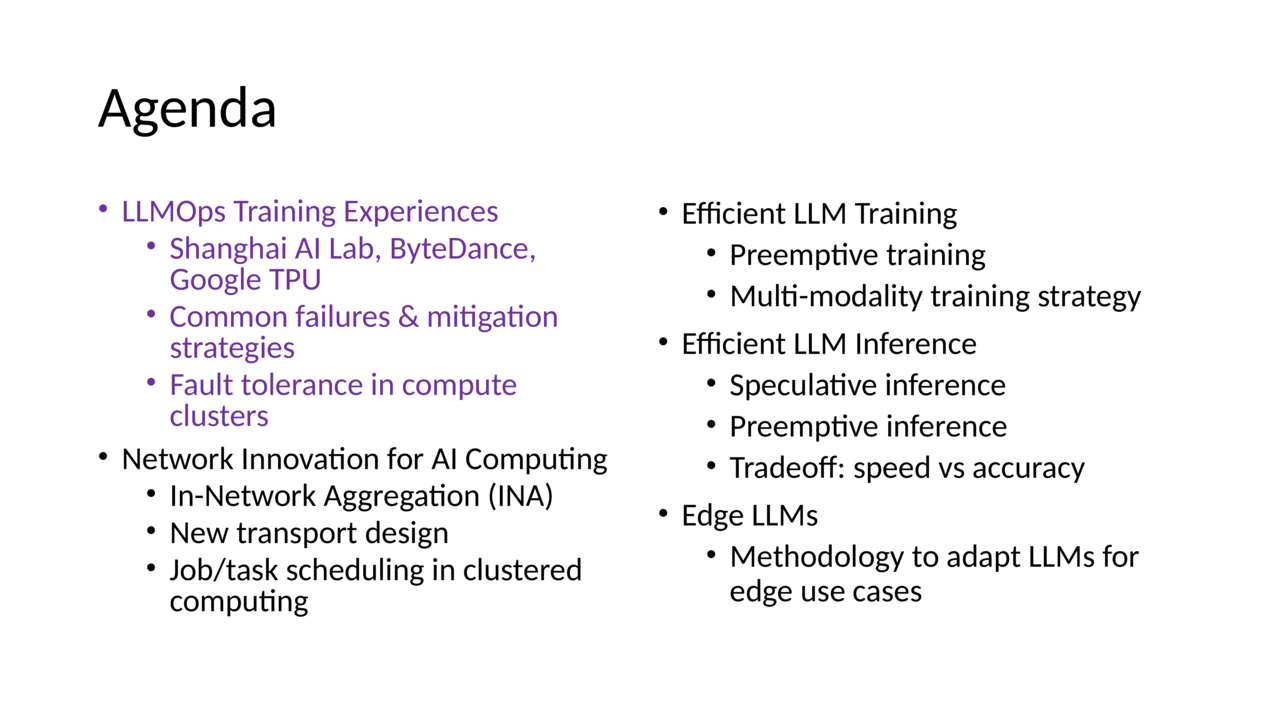 Agenda
• LLMOps Training Experiences
• Shanghai AI Lab, ByteDance,
Google TPU
• Common failures & mitigation
strategies
• Fault tolerance in compute
clusters
• Network Innovation for AI Computing
• In-Network Aggregation (INA)
• New transport design
• Job/task scheduling in clustered
computing
• Efficient LLM Training
• Preemptive training
• Multi-modality training strategy
• Efficient LLM Inference
• Speculative inference
• Preemptive inference
• Tradeoff: speed vs accuracy
• Edge LLMs
• Methodology to adapt LLMs for
edge use cases